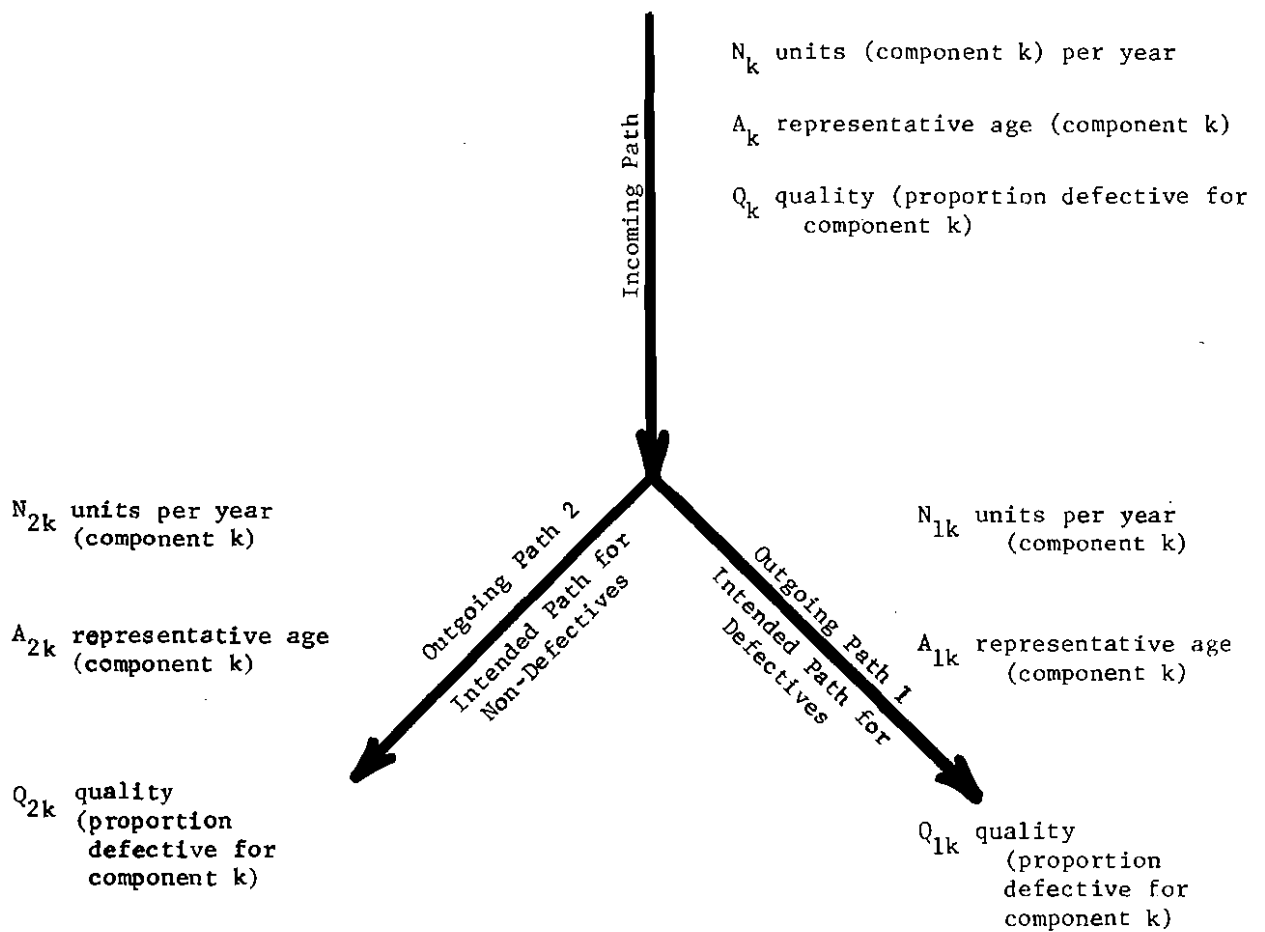 N_k units (component k) per year
A_k representative age (component k)
Q_k quality (proportion defective for
component k)
Incoming Path
N_2k units per year
(component k)
A_2k representative age
(component k)
Q_2k quality
(proportion
defective for
component k)
Outgoing Path 2
Intended Path for
Non-Defectives
Outgoing Path 1
Intended Path for
Defectives
N_1k units per year
(component k)
A_1k representative age
(component k)
Q_1k quality
(proportion
defective for
component k)